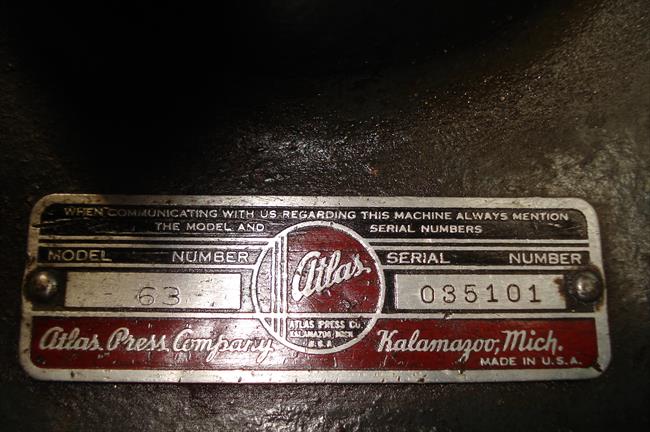 WHEN COMMUNICATING WITH US REGARDING THIS MACHINE ALWAYS MENTION
THE MODEL AND SERIAL NUMBERS
MODEL NUMBER
63
Atlas
ATLAS PRESS CO.
KALAMAZOO, MICH.
U.S.A.
SERIAL NUMBER
035101
Atlas Press Company Kalamazoo, Mich.
MADE IN U.S.A.